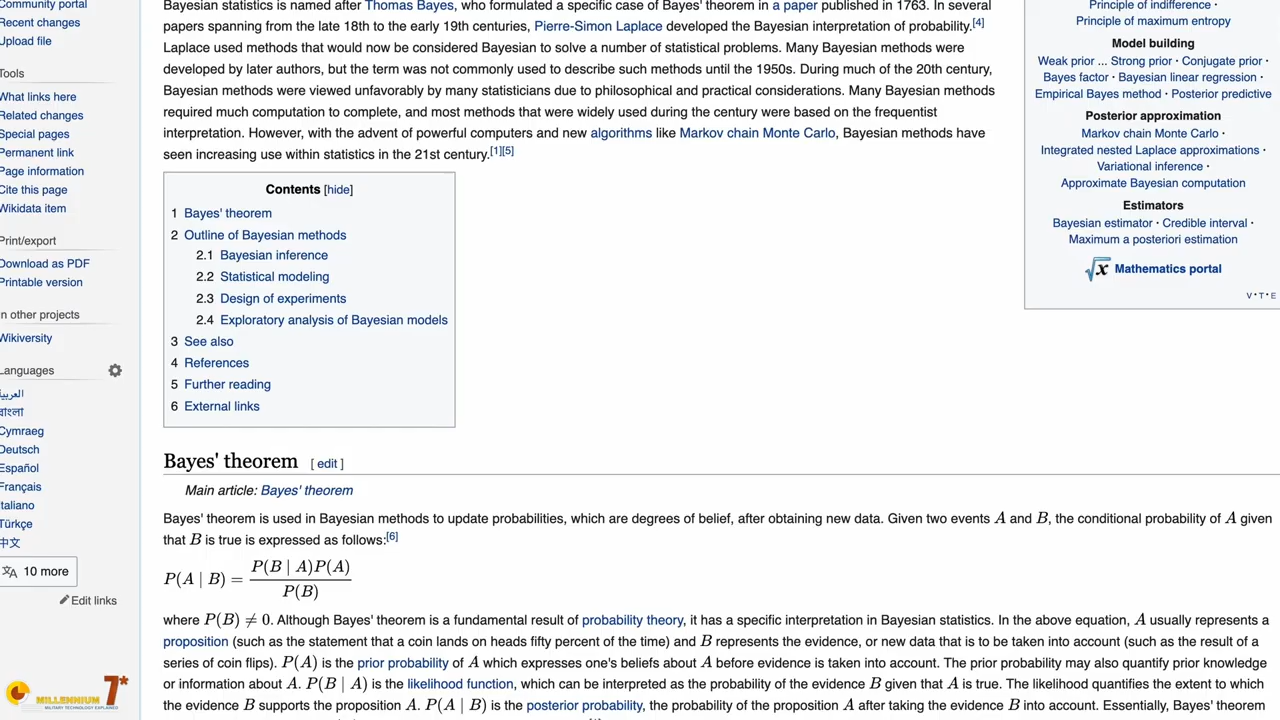 Community portal
Recent changes
Upload file
Tools
What links here
Related changes
Special pages
Permanent link
Page information
Cite this page
Wikidata item
Print/export
Download as PDF
Printable version
n other projects
Wikiversity
Languages
العربية
বাংলা
Cymraeg
Deutsch
Español
Français
Italiano
Türkçe
中文
10 more
Edit links
Bayesian statistics is named after Thomas Bayes, who formulated a specific case of Bayes' theorem in a paper published in 1763. In several
papers spanning from the late 18th to the early 19th centuries, Pierre-Simon Laplace developed the Bayesian interpretation of probability.[4]
Laplace used methods that would now be considered Bayesian to solve a number of statistical problems. Many Bayesian methods were
developed by later authors, but the term was not commonly used to describe such methods until the 1950s. During much of the 20th century,
Bayesian methods were viewed unfavorably by many statisticians due to philosophical and practical considerations. Many Bayesian methods
required much computation to complete, and most methods that were widely used during the century were based on the frequentist
interpretation. However, with the advent of powerful computers and new algorithms like Markov chain Monte Carlo, Bayesian methods have
seen increasing use within statistics in the 21st century.[1][5]
Contents [hide]
1 Bayes' theorem
2 Outline of Bayesian methods
2.1 Bayesian inference
2.2 Statistical modeling
2.3 Design of experiments
2.4 Exploratory analysis of Bayesian models
3 See also
4 References
5 Further reading
6 External links
Bayes' theorem [ edit ]
Main article: Bayes' theorem
Bayes' theorem is used in Bayesian methods to update probabilities, which are degrees of belief, after obtaining new data. Given two events A and B, the conditional probability of A given
that B is true is expressed as follows:[6]
P(A | B) = P(B | A)P(A) / P(B)
where P(B) ≠ 0. Although Bayes' theorem is a fundamental result of probability theory, it has a specific interpretation in Bayesian statistics. In the above equation, A usually represents a
proposition (such as the statement that a coin lands on heads fifty percent of the time) and B represents the evidence, or new data that is to be taken into account (such as the result of a
series of coin flips). P(A) is the prior probability of A which expresses one's beliefs about A before evidence is taken into account. The prior probability may also quantify prior knowledge
or information about A. P(B | A) is the likelihood function, which can be interpreted as the probability of the evidence B given that A is true. The likelihood quantifies the extent to which
the evidence B supports the proposition A. P(A | B) is the posterior probability, the probability of the proposition A after taking the evidence B into account. Essentially, Bayes' theorem
Principle of indifference ·
Principle of maximum entropy
Model building
Weak prior ... Strong prior · Conjugate prior ·
Bayes factor · Bayesian linear regression ·
Empirical Bayes method · Posterior predictive
Posterior approximation
Markov chain Monte Carlo ·
Integrated nested Laplace approximations ·
Variational inference ·
Approximate Bayesian computation
Estimators
Bayesian estimator · Credible interval ·
Maximum a posteriori estimation
√x Mathematics portal
V·T·E
MILLENNIUM 7*
MILITARY TECHNOLOGY EXPLAINED